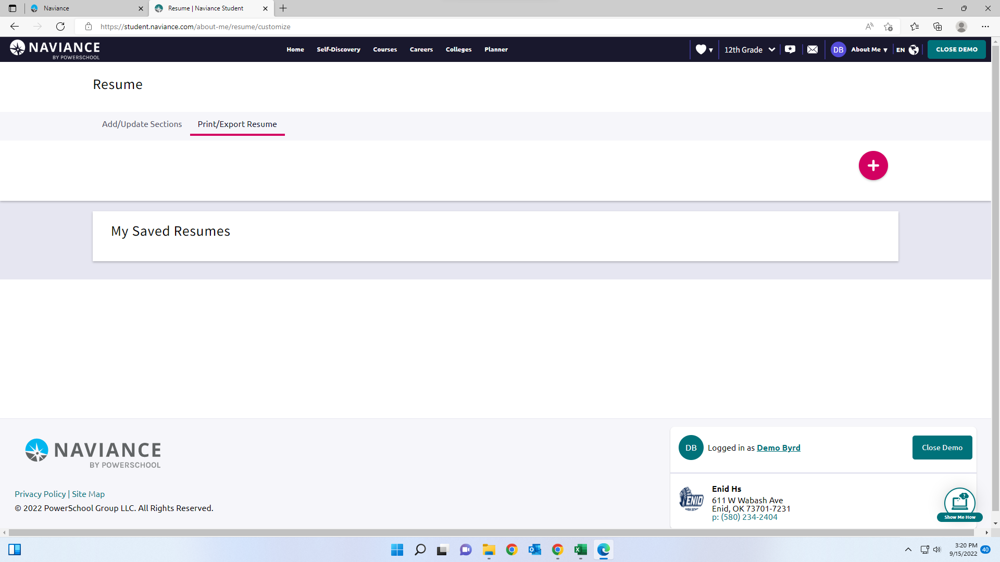 Naviance
Resume | Naviance Student
https://student.naviance.com/about-me/resume/customize
NAVIANCE
BY POWERSCHOOL
Home Self-Discovery Courses Careers Colleges Planner
12th Grade
DB About Me ▾
EN
CLOSE DEMO
Resume
Add/Update Sections Print/Export Resume
My Saved Resumes
NAVIANCE
BY POWERSCHOOL
Privacy Policy | Site Map
© 2022 PowerSchool Group LLC. All Rights Reserved.
DB Logged in as Demo Byrd
Close Demo
ENID
HIGH SCHOOL
Enid Hs
611 W Wabash Ave
Enid, OK 73701-7231
p: (580) 234-2404
Show Me How
3:20 PM
9/15/2022
40